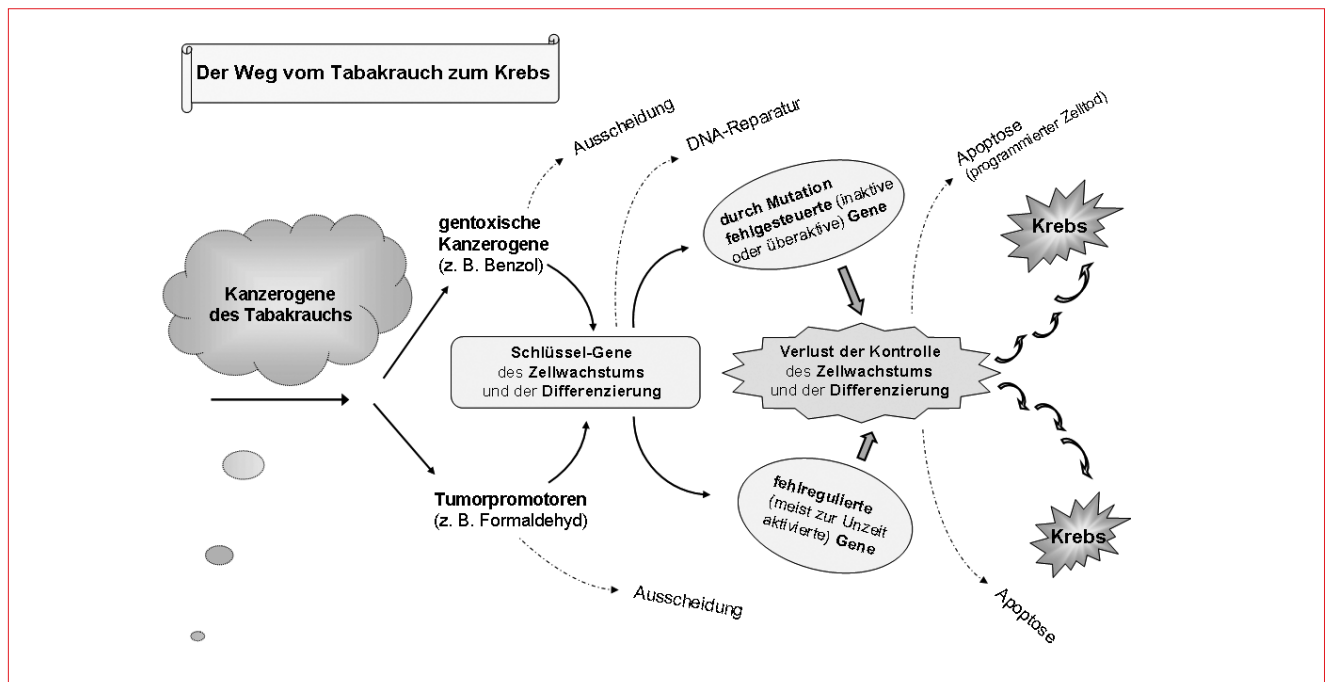 Der Weg vom Tabakrauch zum Krebs
Kanzerogene
des Tabakrauchs
gentoxische
Kanzerogene
(z. B. Benzol)
Ausscheidung
Tumorpromotoren
(z. B. Formaldehyd)
Ausscheidung
Schlüssel-Gene
des Zellwachstums
und der Differenzierung
DNA-Reparatur
durch Mutation
fehlgesteuerte (inaktive
oder überaktive) Gene
fehlregulierte
(meist zur Unzeit
aktivierte) Gene
Verlust der Kontrolle
des Zellwachstums
und der Differenzierung
Apoptose
(programmierter Zelltod)
Apoptose
Krebs
Krebs